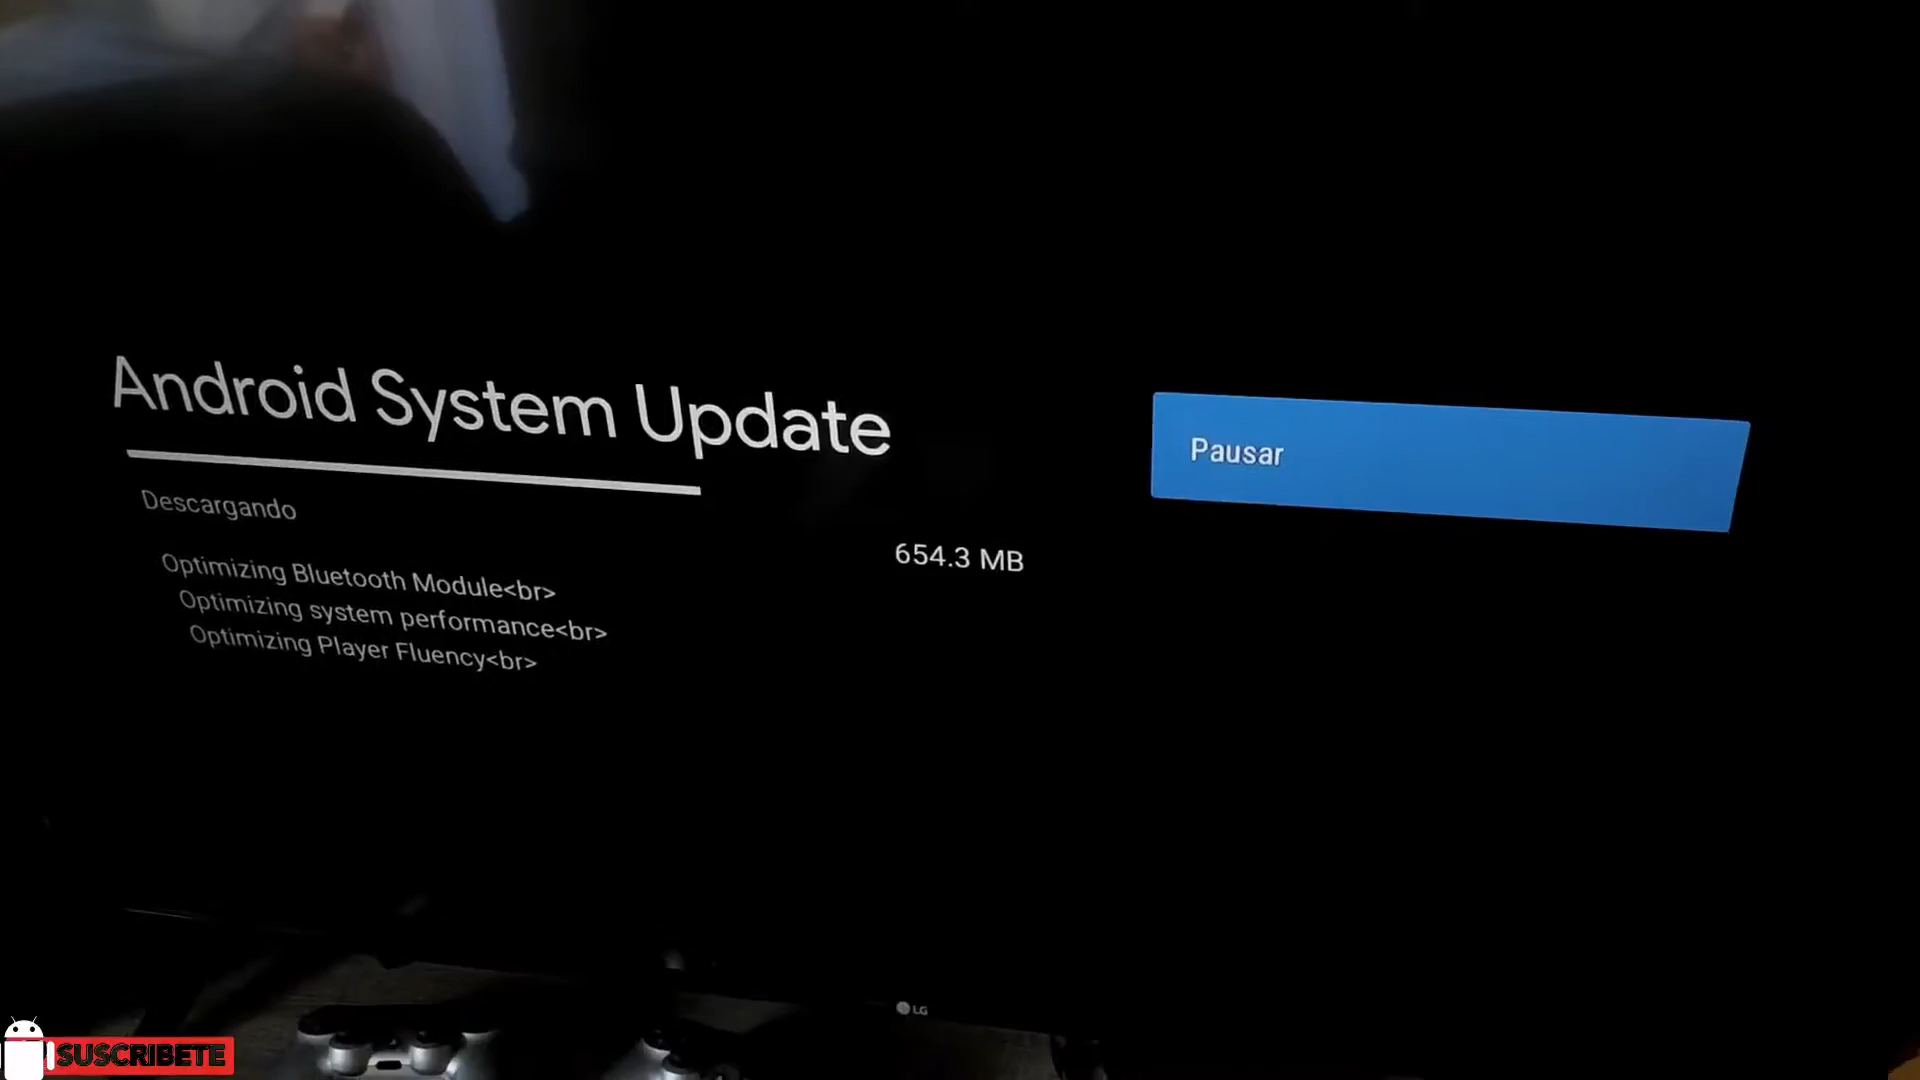 Android System Update
Pausar
Descargando
654.3 MB
Optimizing Bluetooth Module<br>
Optimizing system performance<br>
Optimizing Player Fluency<br>
LG
SUSCRIBETE